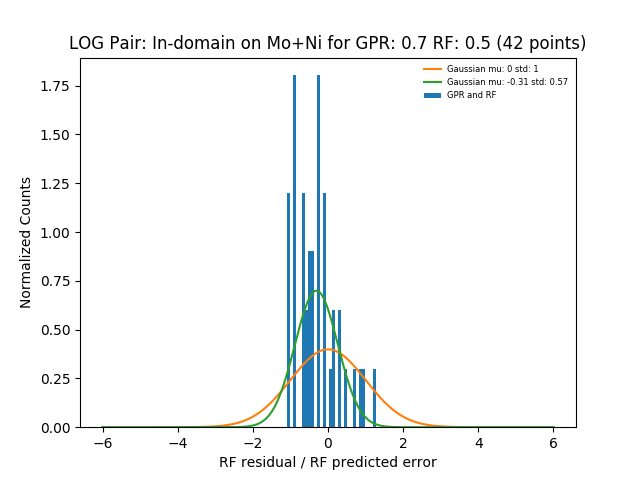 LOG Pair: In-domain on Mo+Ni for GPR: 0.7 RF: 0.5 (42 points)
Gaussian mu: 0 std: 1
Gaussian mu: -0.31 std: 0.57
GPR and RF
Normalized Counts
1.75
1.50
1.25
1.00
0.75
0.50
0.25
0.00
−6 −4 −2 0 2 4 6
RF residual / RF predicted error